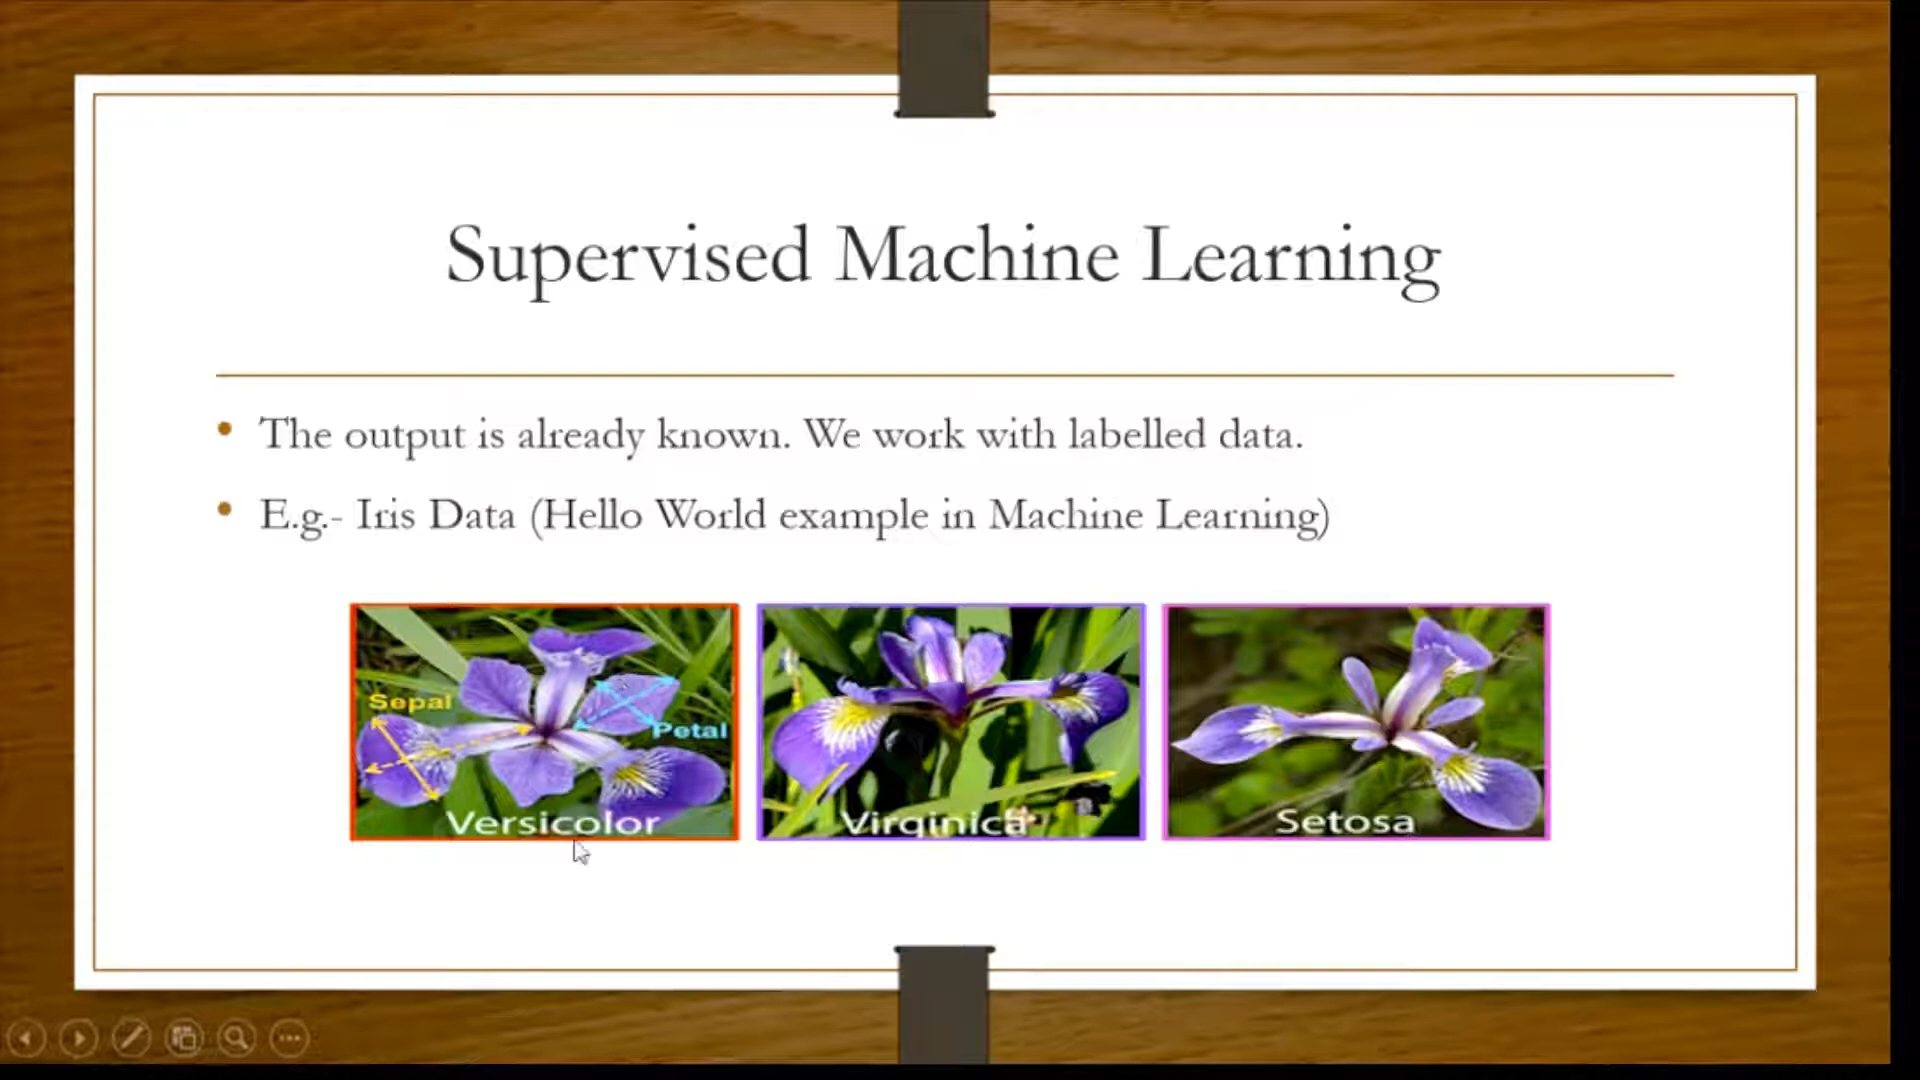 Supervised Machine Learning
The output is already known. We work with labelled data.
E.g.- Iris Data (Hello World example in Machine Learning)
Sepal
Petal
Versicolor
Virginica
Setosa